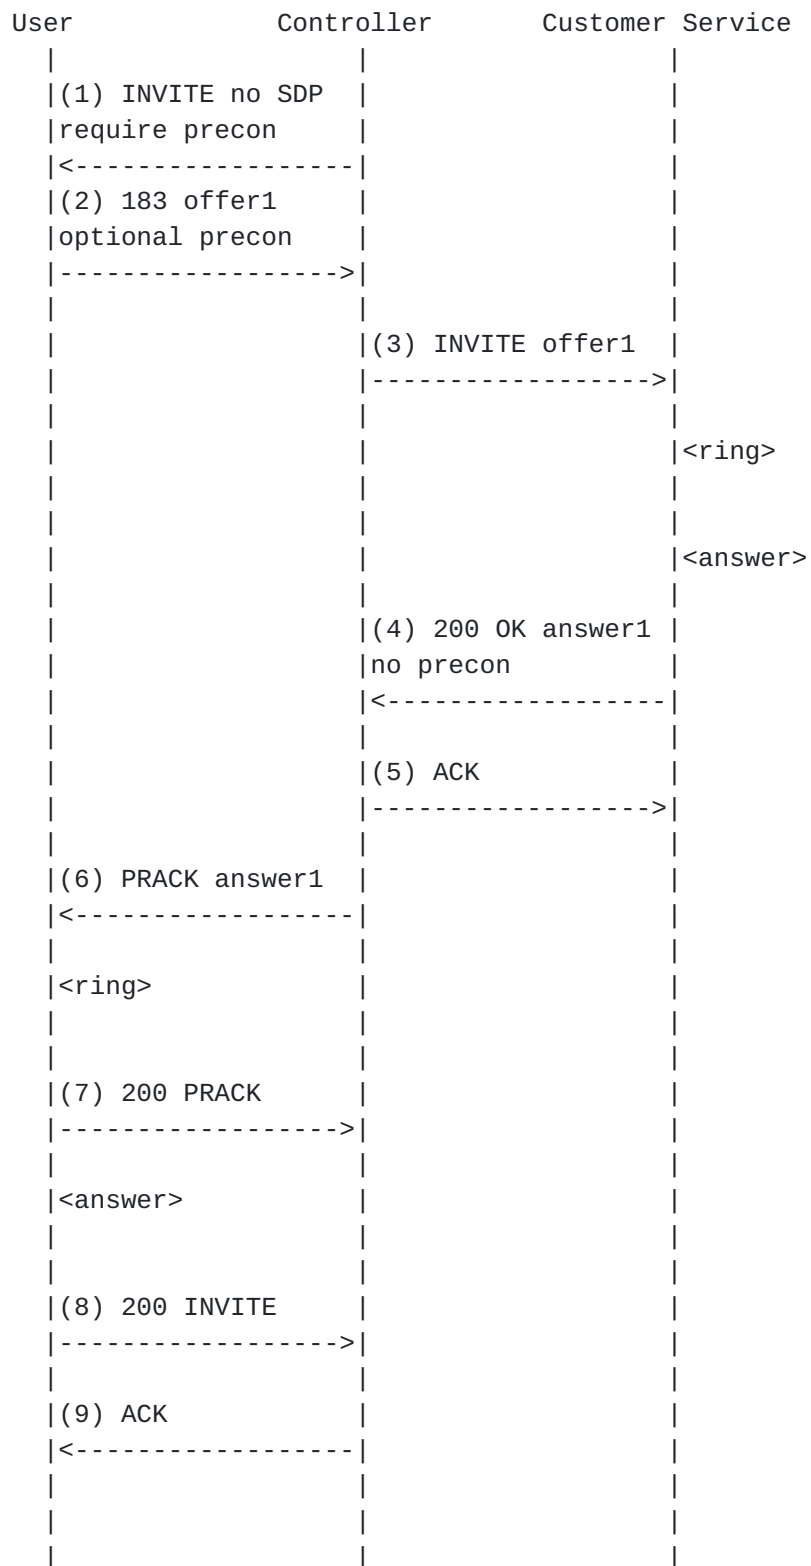 User             Controller       Customer Service
  |                   |                   |
  |(1) INVITE no SDP  |                   |
  |require precon     |                   |
  |<------------------|                   |
  |(2) 183 offer1     |                   |
  |optional precon    |                   |
  |------------------>|                   |
  |                   |                   |
  |                   |(3) INVITE offer1  |
  |                   |------------------>|
  |                   |                   |
  |                   |                   |<ring>
  |                   |                   |
  |                   |                   |
  |                   |                   |<answer>
  |                   |                   |
  |                   |(4) 200 OK answer1 |
  |                   |no precon          |
  |                   |<------------------|
  |                   |                   |
  |                   |(5) ACK            |
  |                   |------------------>|
  |                   |                   |
  |(6) PRACK answer1  |                   |
  |<------------------|                   |
  |                   |                   |
  |<ring>             |                   |
  |                   |                   |
  |                   |                   |
  |(7) 200 PRACK      |                   |
  |------------------>|                   |
  |                   |                   |
  |<answer>           |                   |
  |                   |                   |
  |                   |                   |
  |(8) 200 INVITE     |                   |
  |------------------>|                   |
  |                   |                   |
  |(9) ACK            |                   |
  |<------------------|                   |
  |                   |                   |
  |                   |                   |
  |                   |                   |